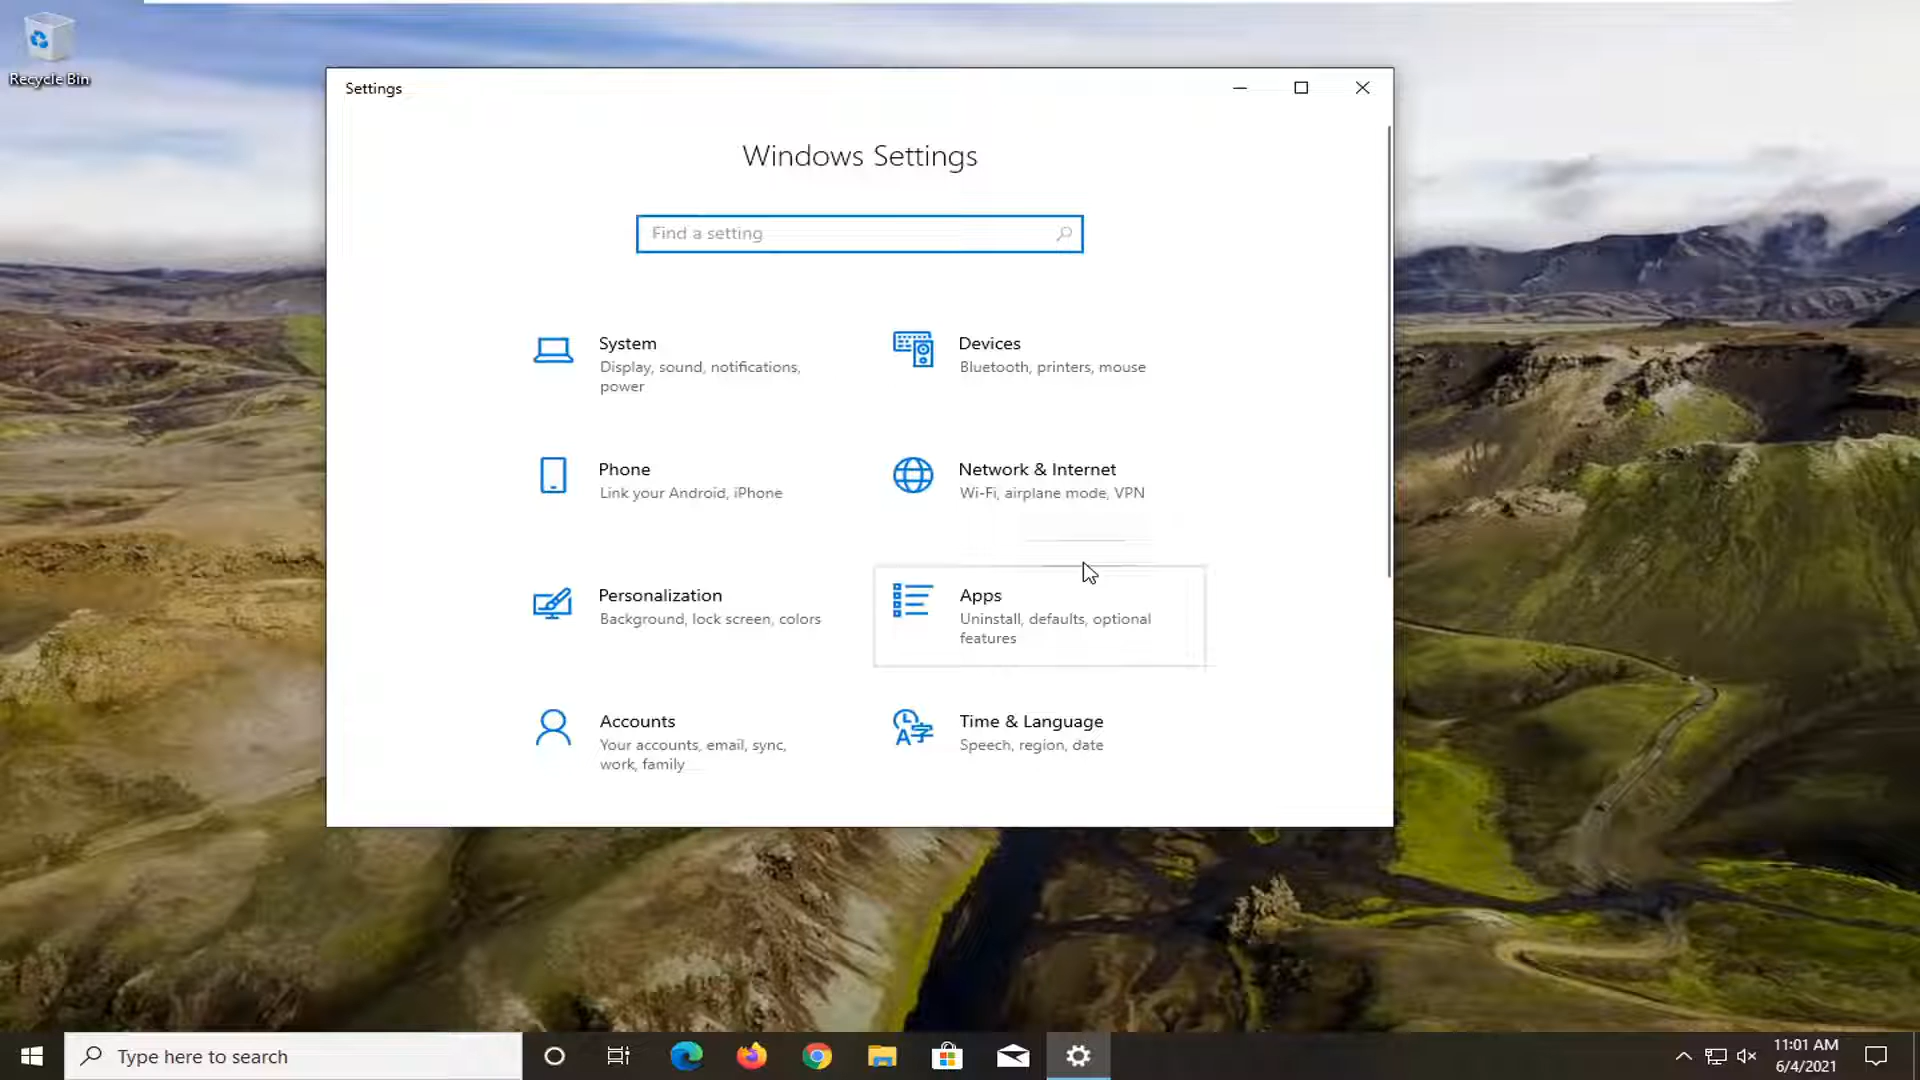 Recycle Bin
Settings
Windows Settings
Find a setting
System
Display, sound, notifications,
power
Devices
Bluetooth, printers, mouse
Phone
Link your Android, iPhone
Network & Internet
Wi-Fi, airplane mode, VPN
Personalization
Background, lock screen, colors
Apps
Uninstall, defaults, optional
features
Accounts
Your accounts, email, sync,
work, family
Time & Language
Speech, region, date
Type here to search
11:01 AM
6/4/2021